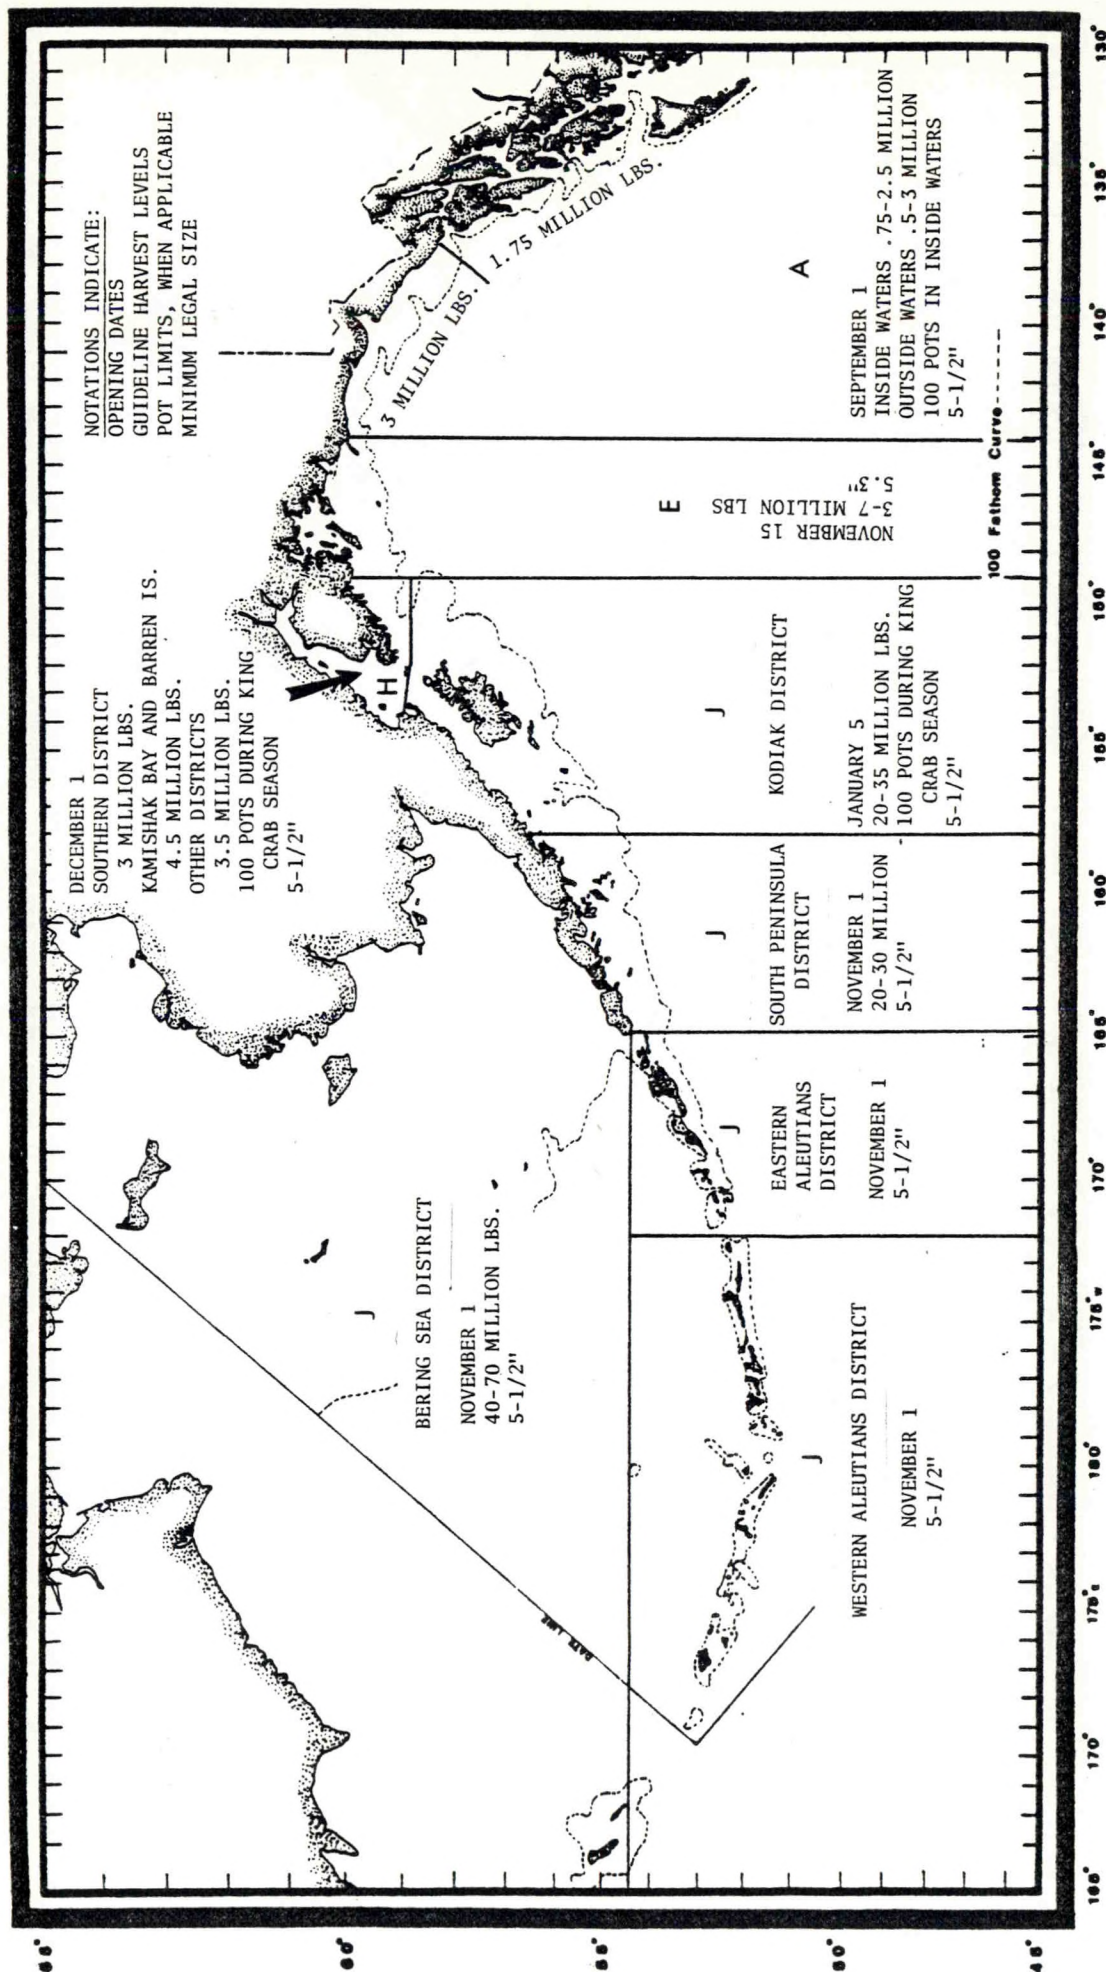 NOTATIONS INDICATE:
OPENING DATES
GUIDELINE HARVEST LEVELS
POT LIMITS, WHEN APPLICABLE
MINIMUM LEGAL SIZE
DECEMBER 1
SOUTHERN DISTRICT
3 MILLION LBS.
KAMISHAK BAY AND BARREN IS.
4.5 MILLION LBS.
OTHER DISTRICTS
3.5 MILLION LBS.
100 POTS DURING KING
CRAB SEASON
5-1/2"
H
3 MILLION LBS.
1.75 MILLION LBS.
BERING SEA DISTRICT
J
NOVEMBER 1
40-70 MILLION LBS.
5-1/2"
DATE LINE
WESTERN ALEUTIANS DISTRICT
J
NOVEMBER 1
5-1/2"
EASTERN
ALEUTIANS
DISTRICT
J
NOVEMBER 1
5-1/2"
SOUTH PENINSULA
DISTRICT
J
NOVEMBER 1
20-30 MILLION
5-1/2"
KODIAK DISTRICT
J
JANUARY 5
20-35 MILLION LBS.
100 POTS DURING KING
CRAB SEASON
5-1/2"
E
NOVEMBER 15
3-7 MILLION LBS
5.3"
A
SEPTEMBER 1
INSIDE WATERS .75-2.5 MILLION
OUTSIDE WATERS .5-3 MILLION
100 POTS IN INSIDE WATERS
5-1/2"
100 Fathom Curve
65°
60°
55°
50°
45°
165°
170°
175°E
180°
175°W
170°
165°
160°
155°
150°
145°
140°
135°
130°